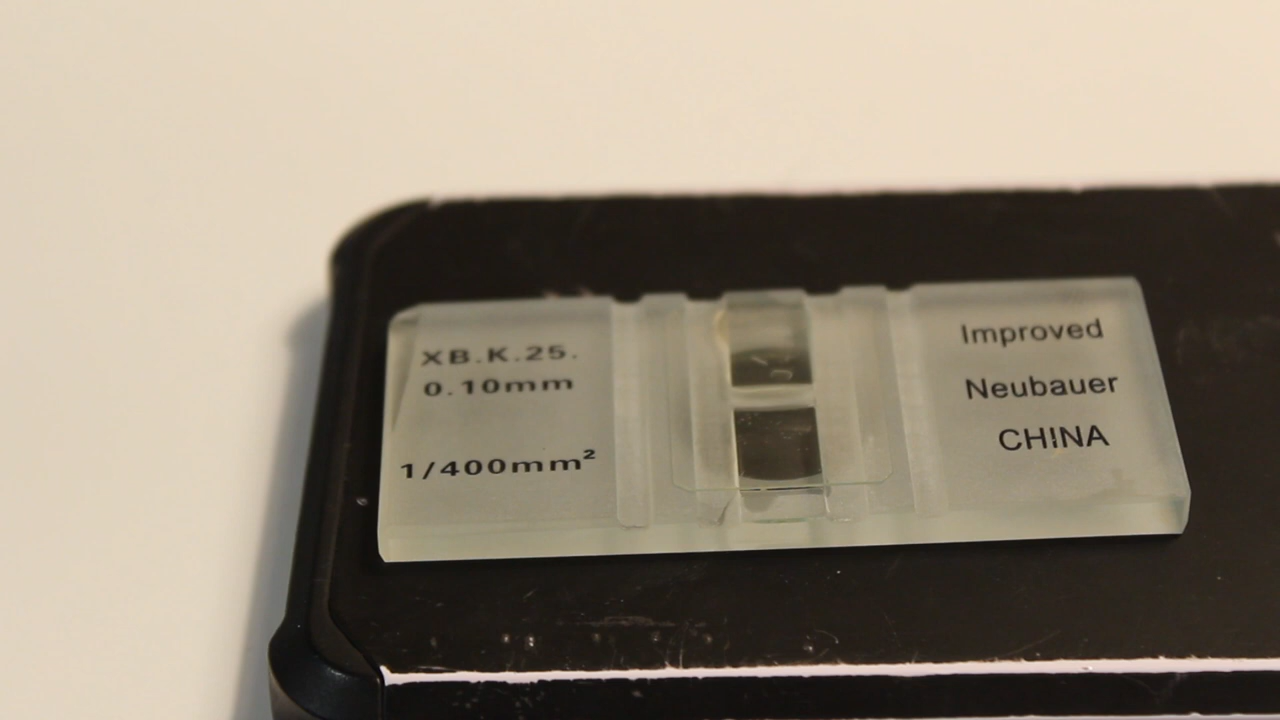 XB.K.25.
0.10mm
1/400mm²
Improved
Neubauer
CHINA